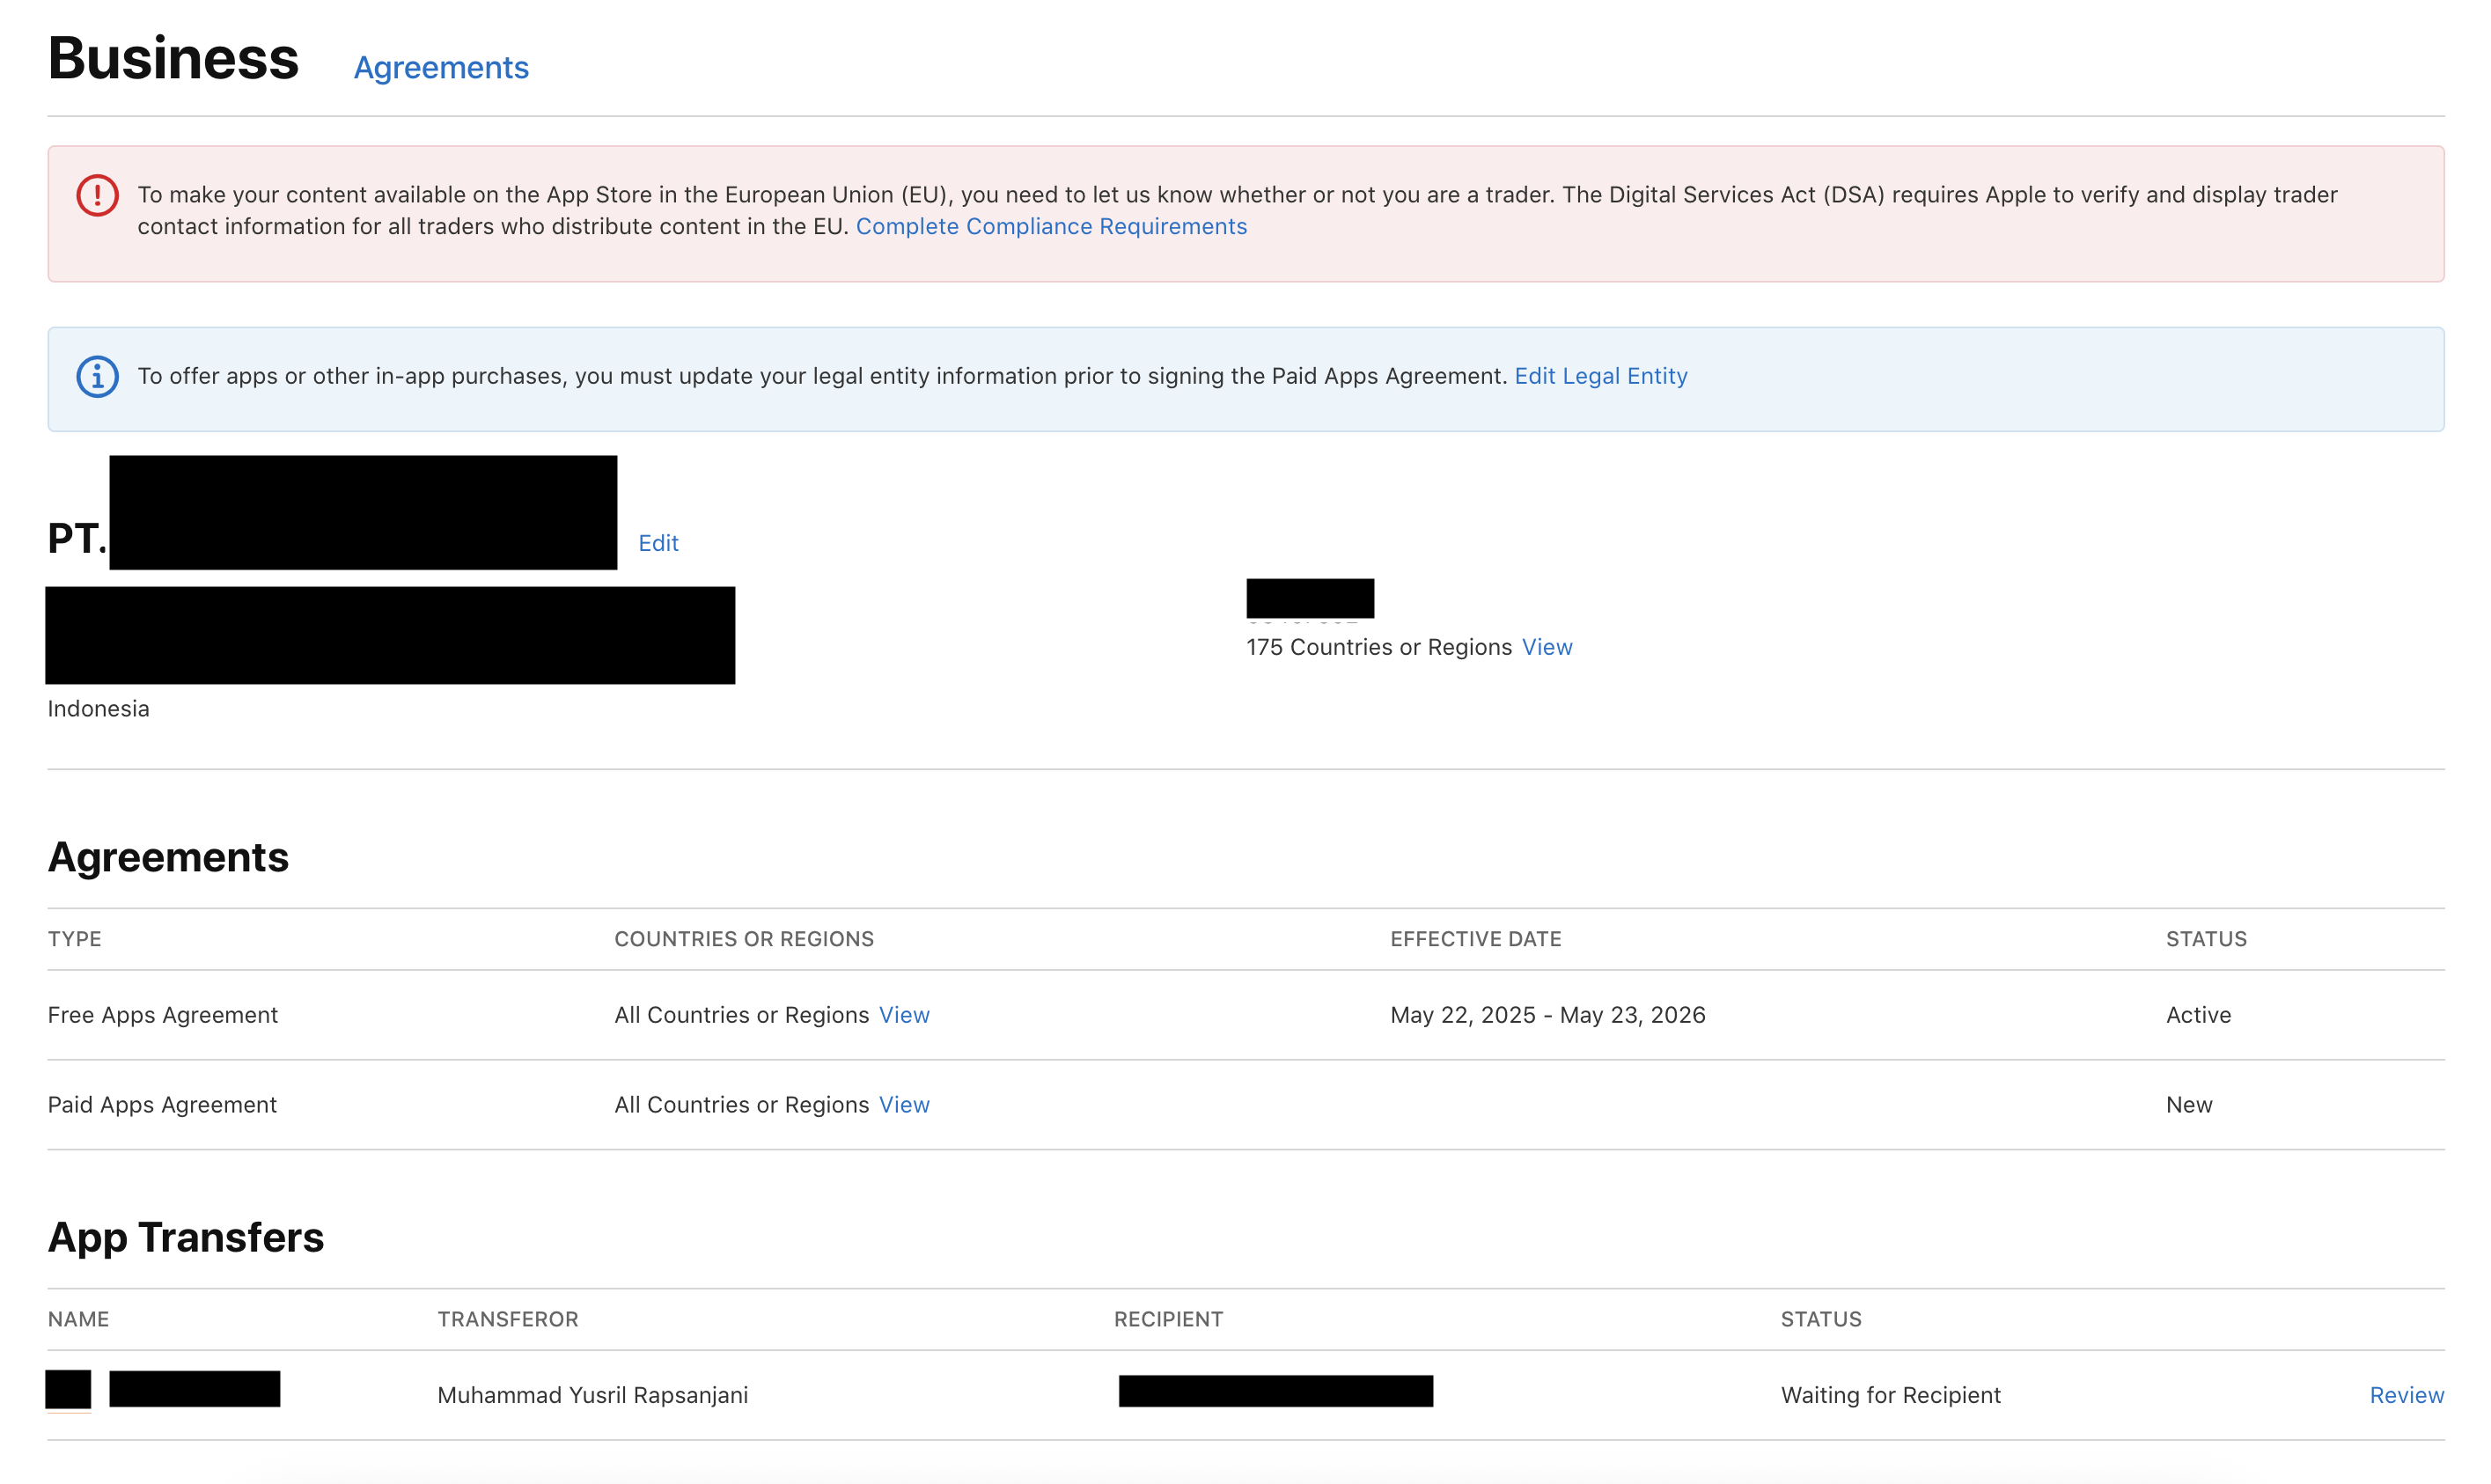 Business Agreements
To make your content available on the App Store in the European Union (EU), you need to let us know whether or not you are a trader. The Digital Services Act (DSA) requires Apple to verify and display trader
contact information for all traders who distribute content in the EU. Complete Compliance Requirements
To offer apps or other in-app purchases, you must update your legal entity information prior to signing the Paid Apps Agreement. Edit Legal Entity
PT. Edit
175 Countries or Regions View
Indonesia
Agreements
TYPE COUNTRIES OR REGIONS EFFECTIVE DATE STATUS
Free Apps Agreement All Countries or Regions View May 22, 2025 - May 23, 2026 Active
Paid Apps Agreement All Countries or Regions View New
App Transfers
NAME TRANSFEROR RECIPIENT STATUS
Muhammad Yusril Rapsanjani Waiting for Recipient Review